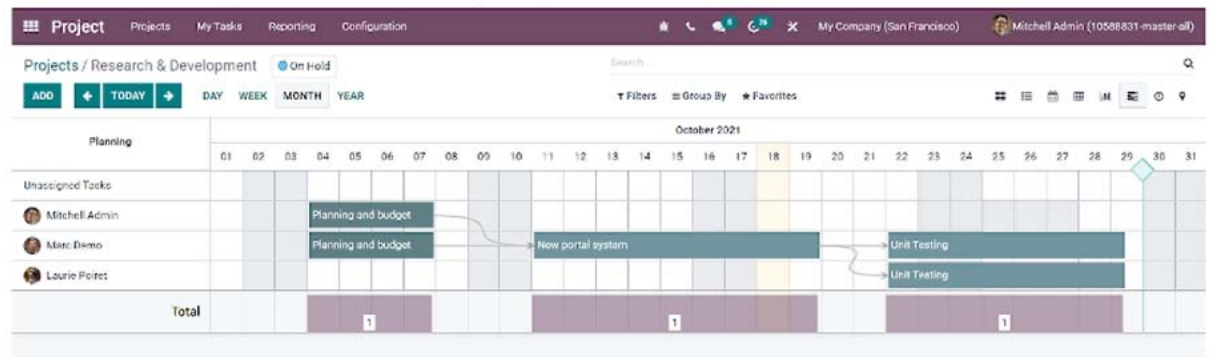 Project Projects My Tasks Reporting Configuration 5 26 My Company (San Francisco) Mitchell Admin (10588831-master-all)
Projects / Research & Development On Hold Search...
ADD TODAY DAY WEEK MONTH YEAR Filters Group By Favorites
Planning
October 2021
01 02 03 04 05 06 07 08 09 10 11 12 13 14 15 16 17 18 19 20 21 22 23 24 25 26 27 28 29 30 31
Unassigned Tasks
Mitchell Admin Planning and budget
Marc Demo Planning and budget New portal system Unit Testing
Laurie Poiret Unit Testing
Total 1 1 1